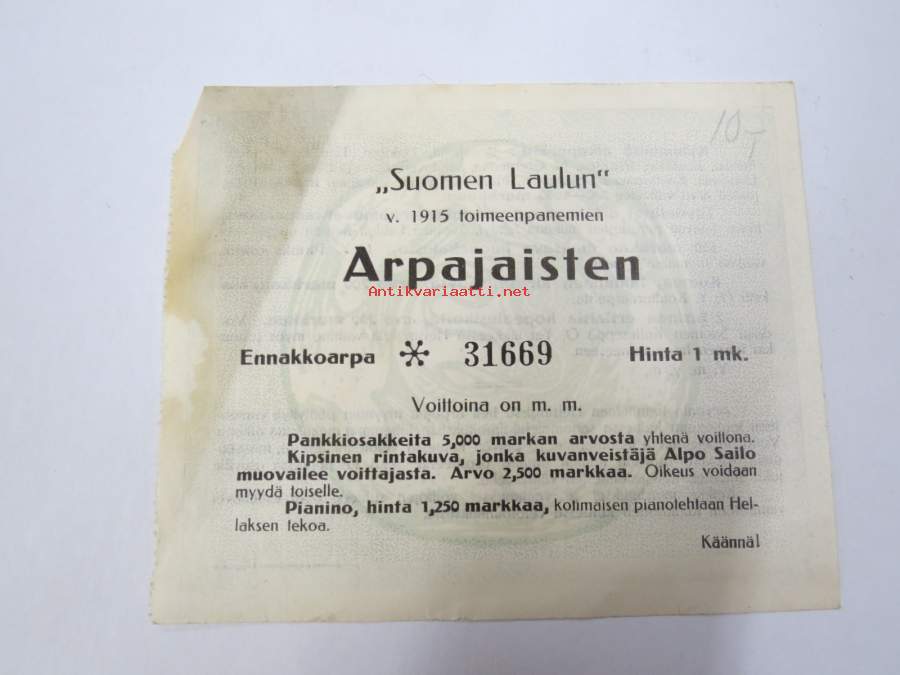 10,-
„Suomen Laulun“
v. 1915 toimeenpanemien
Arpajaisten
Antikvariaatti.net
Ennakkoarpa * 31669 Hinta 1 mk.
Voittoina on m. m.
Pankkiosakkeita 5,000 markan arvosta yhtenä voittona.
Kipsinen rintakuva, jonka kuvanveistäjä Alpo Sailo
muovailee voittajasta. Arvo 2,500 markkaa. Oikeus voidaan
myydä toiselle.
Pianino, hinta 1,250 markkaa, kotimaisen pianotehtaan Hel-
laksen tekoa.
Käännä!